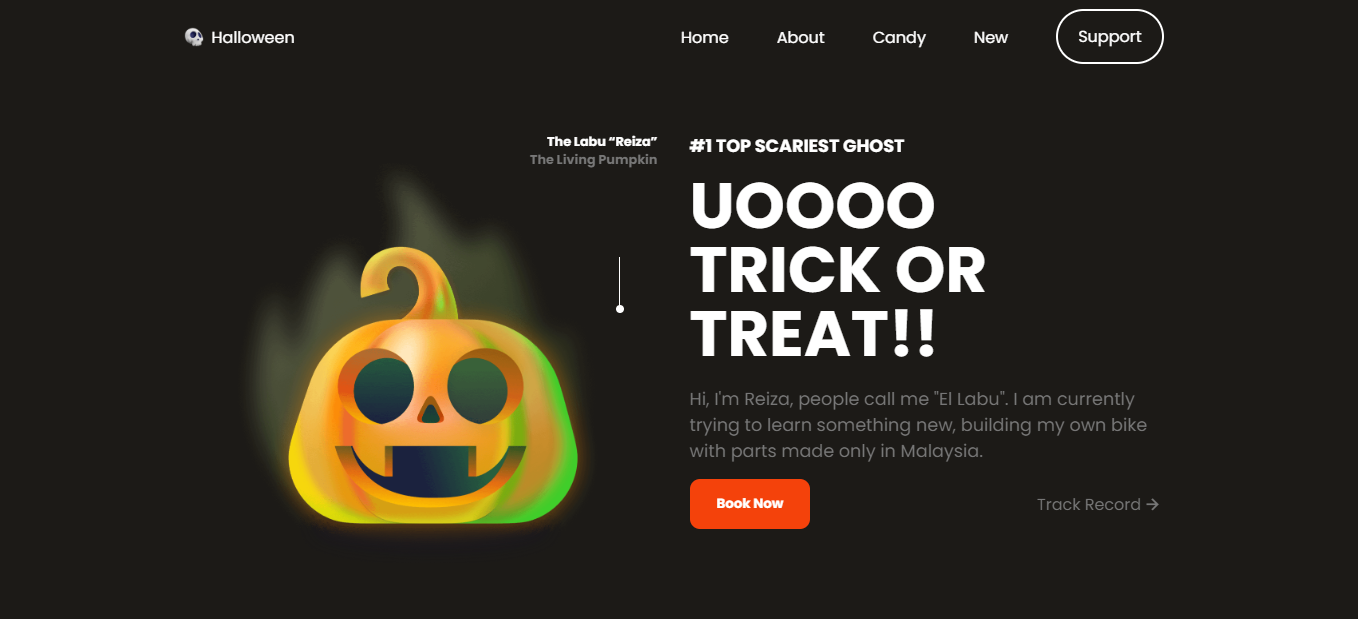 Halloween
Home
About
Candy
New
Support
The Labu “Reiza”
The Living Pumpkin
#1 TOP SCARIEST GHOST
UOOOO
TRICK OR
TREAT!!
Hi, I'm Reiza, people call me "El Labu". I am currently
trying to learn something new, building my own bike
with parts made only in Malaysia.
Book Now
Track Record →